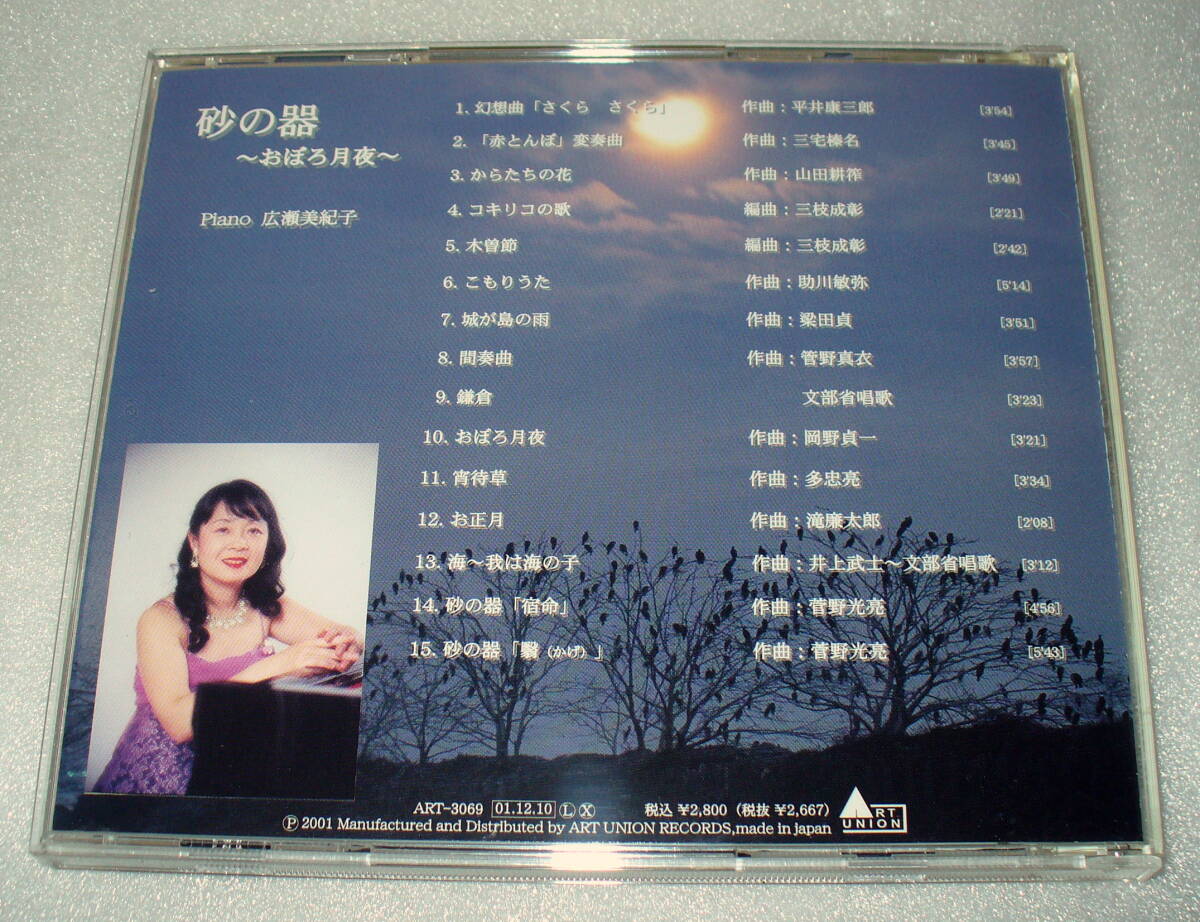 砂の器
～おぼろ月夜～
Piano 広瀬美紀子
1. 幻想曲「さくら さくら」 作曲：平井康三郎 [3'54]
2. 「赤とんぼ」変奏曲 作曲：三宅榛名 [3'45]
3. からたちの花 作曲：山田耕筰 [3'49]
4. コキリコの歌 編曲：三枝成彰 [2'21]
5. 木曽節 編曲：三枝成彰 [2'42]
6. こもりうた 作曲：助川敏弥 [5'14]
7. 城が島の雨 作曲：梁田貞 [3'51]
8. 間奏曲 作曲：管野真衣 [3'57]
9. 鎌倉 文部省唱歌 [3'23]
10. おぼろ月夜 作曲：岡野貞一 [3'21]
11. 宵待草 作曲：多忠亮 [3'34]
12. お正月 作曲：滝廉太郎 [2'08]
13. 海～我は海の子 作曲：井上武士～文部省唱歌 [3'12]
14. 砂の器「宿命」 作曲：菅野光亮 [4'56]
15. 砂の器「翳（かげ）」 作曲：菅野光亮 [5'43]
ART-3069 01.12.10 Ⓛ Ⓧ 税込 ¥2,800（税抜 ¥2,667）
Ⓟ 2001 Manufactured and Distributed by ART UNION RECORDS,made in japan
ART
UNION